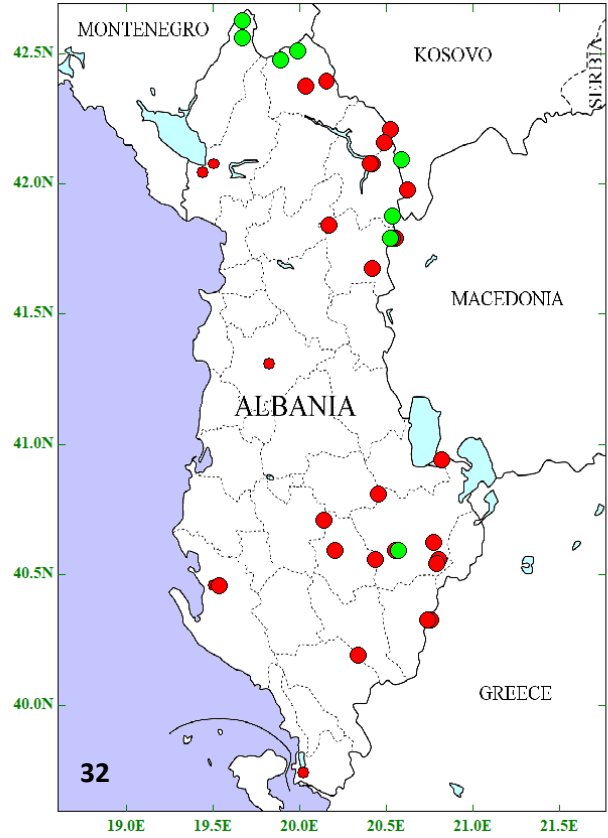 MONTENEGRO
42.5N
KOSOVO
SERBIA
42.0N
41.5N
MACEDONIA
ALBANIA
41.0N
40.5N
40.0N
GREECE
32
19.0E 19.5E 20.0E 20.5E 21.0E 21.5E